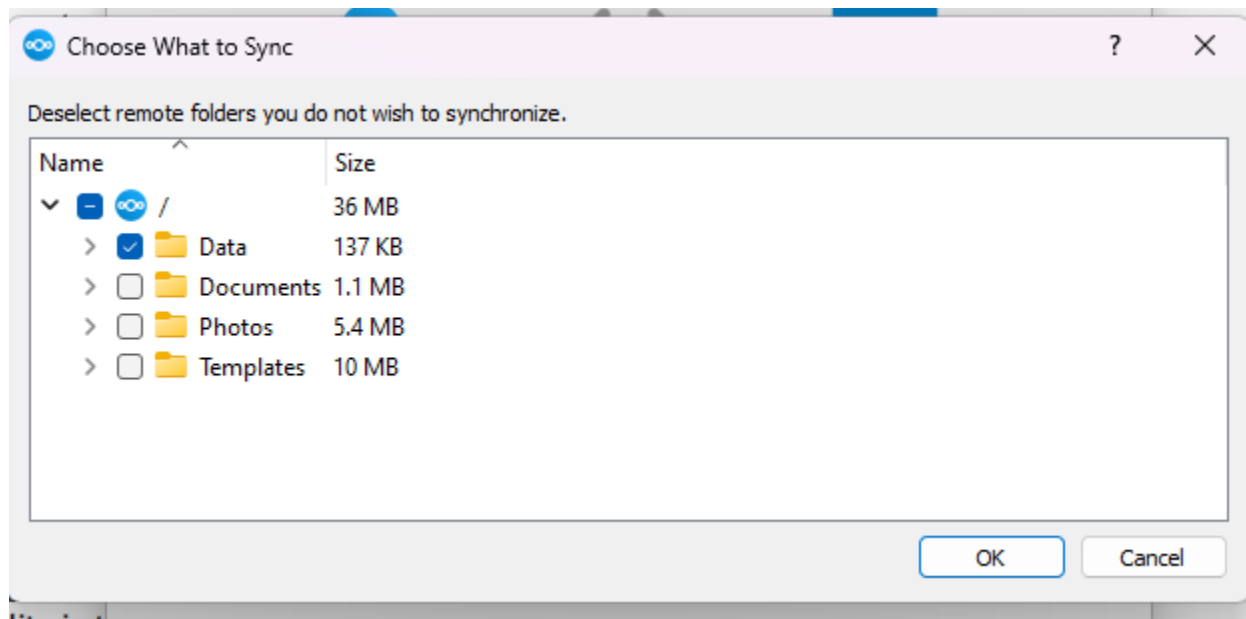 Choose What to Sync ?
Deselect remote folders you do not wish to synchronize.
Name Size
/ 36 MB
Data 137 KB
Documents 1.1 MB
Photos 5.4 MB
Templates 10 MB
OK Cancel